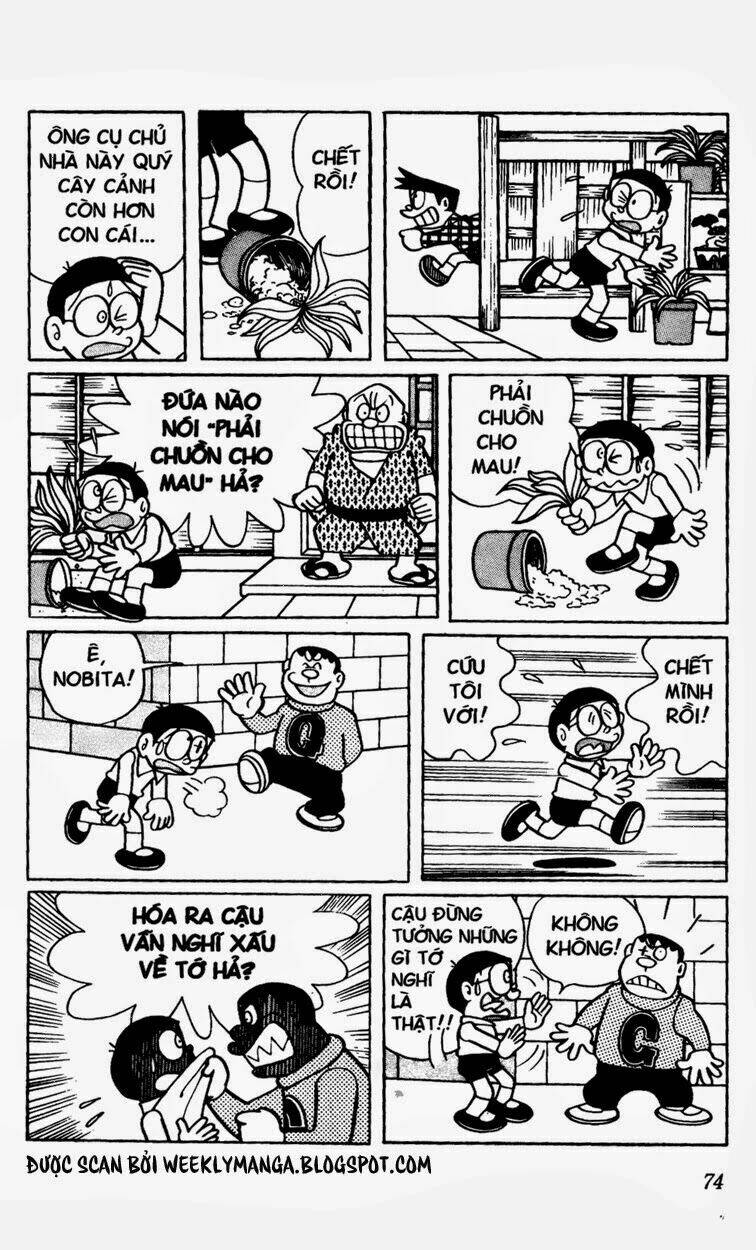 CHẾT
RỒI!
ÔNG CỤ CHỦ
NHÀ NÀY QUÝ
CÂY CẢNH
CÒN HƠN
CON CÁI...
PHẢI
CHUỒN
CHO
MAU!
ĐỨA NÀO
NÓI "PHẢI
CHUỒN CHO
MAU" HẢ?
CHẾT
MÌNH
RỒI!
CỨU
TÔI
VỚI!
Ê,
NOBITA!
G
KHÔNG
KHÔNG!
CẬU ĐỪNG
TƯỞNG NHỮNG
GÌ TỚ
NGHĨ
LÀ
THẬT!!
G
HÓA RA CẬU
VẪN NGHĨ XẤU
VỀ TỚ HẢ?
G
ĐƯỢC SCAN BỞI WEEKLYMANGA.BLOGSPOT.COM
74